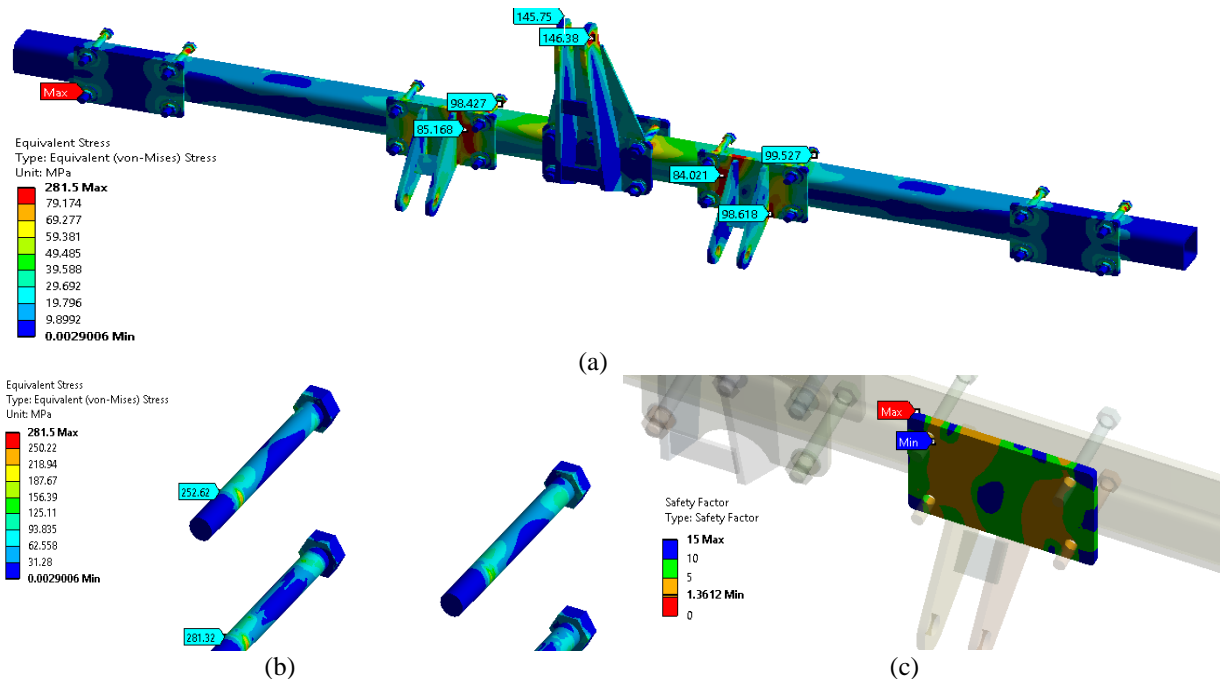 145.75
146.38
98.427
Max
85.168
99.527
84.021
98.618
Equivalent Stress
Type: Equivalent (von-Mises) Stress
Unit: MPa
281.5 Max
79.174
69.277
59.381
49.485
39.588
29.692
19.796
9.8992
0.0029006 Min
(a)
Equivalent Stress
Type: Equivalent (von-Mises) Stress
Unit: MPa
281.5 Max
250.22
218.94
187.67
156.39
125.11
93.835
62.558
31.28
0.0029006 Min
252.62
281.32
(b)
Max
Min
Safety Factor
Type: Safety Factor
15 Max
10
5
1.3612 Min
0
(c)